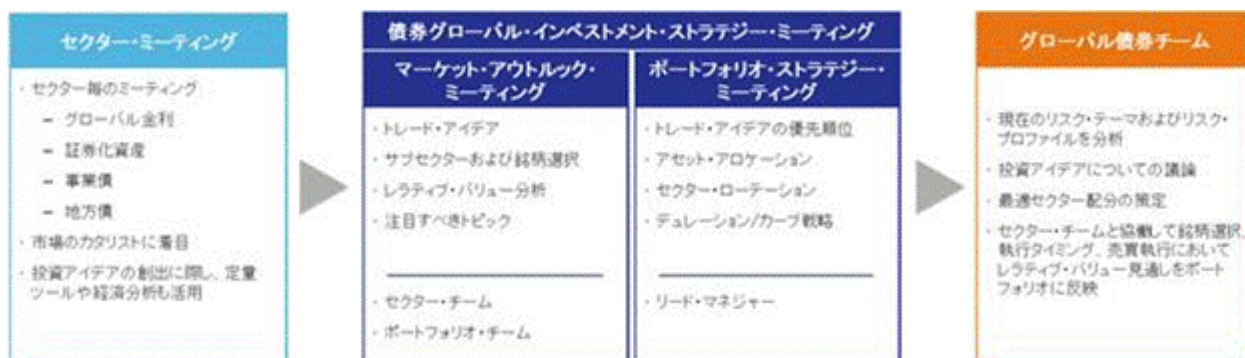 セクター・ミーティング
・セクター毎のミーティング
－ グローバル金利
－ 証券化資産
－ 事業債
－ 地方債
・市場のカタリストに着目
・投資アイデアの創出に際し、定量
ツールや経済分析も活用
債券グローバル・インベストメント・ストラテジー・ミーティング
マーケット・アウトルック・
ミーティング
・トレード・アイデア
・サブセクターおよび銘柄選択
・レラティブ・バリュー分析
・注目すべきトピック
・セクター・チーム
・ポートフォリオ・チーム
ポートフォリオ・ストラテジー・
ミーティング
・トレード・アイデアの優先順位
・アセット・アロケーション
・セクター・ローテーション
・デュレーション/カーブ戦略
・リード・マネジャー
グローバル債券チーム
・現在のリスク・テーマおよびリスク・
プロファイルを分析
・投資アイデアについての議論
・最適セクター配分の策定
・セクター・チームと協働して銘柄選択、
執行タイミング、売買執行において
レラティブ・バリュー見通しをポート
フォリオに反映